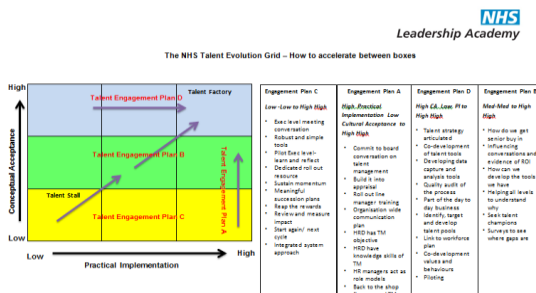 NHS
Leadership Academy
The NHS Talent Evolution Grid – How to accelerate between boxes
High
Talent Factory
Talent Engagement Plan D
Talent Engagement Plan B
Talent Engagement Plan A
Talent Stall
Talent Engagement Plan C
Conceptual Acceptance
Low
Low
High
Practical Implementation
Engagement Plan C
Low-Low to High High
• Exec level meeting
conversation
• Robust and simple
tools
• Pilot Exec level-
learn and reflect
• Dedicated roll out
resource
• Sustain momentum
• Meaningful
succession plans
• Reap the rewards
• Review and measure
impact
• Start again/ next
cycle
• Integrated system
approach
Engagement Plan A
High Practical
Implementation Low
Cultural Acceptance to
High High
• Commit to board
conversation on
talent
management
• Build it into
appraisal
• Roll out line
manager training
• Organisation wide
communication
plan
• HRD has TM
objective
• HRD have
knowledge skills of
TM
• HR managers act as
role models
• Back to the shop
Engagement Plan D
High CA Low PI to
High High
• Talent strategy
articulated
• Co-development
of talent tools
• Developing data
capture and
analysis tools
• Quality audit of
the process
• Part of the day to
day business
• Identify, target
and develop
talent pools
• Link to workforce
plan
• Co-development
values and
behaviours
• Piloting
Engagement Plan B
Med-Med to High
High
• How do we get
senior buy in
• Influencing
conversations and
evidence of ROI
• How can we
develop the tools
we have
• Helping all levels
to understand
why
• Seek talent
champions
• Surveys to see
where gaps are